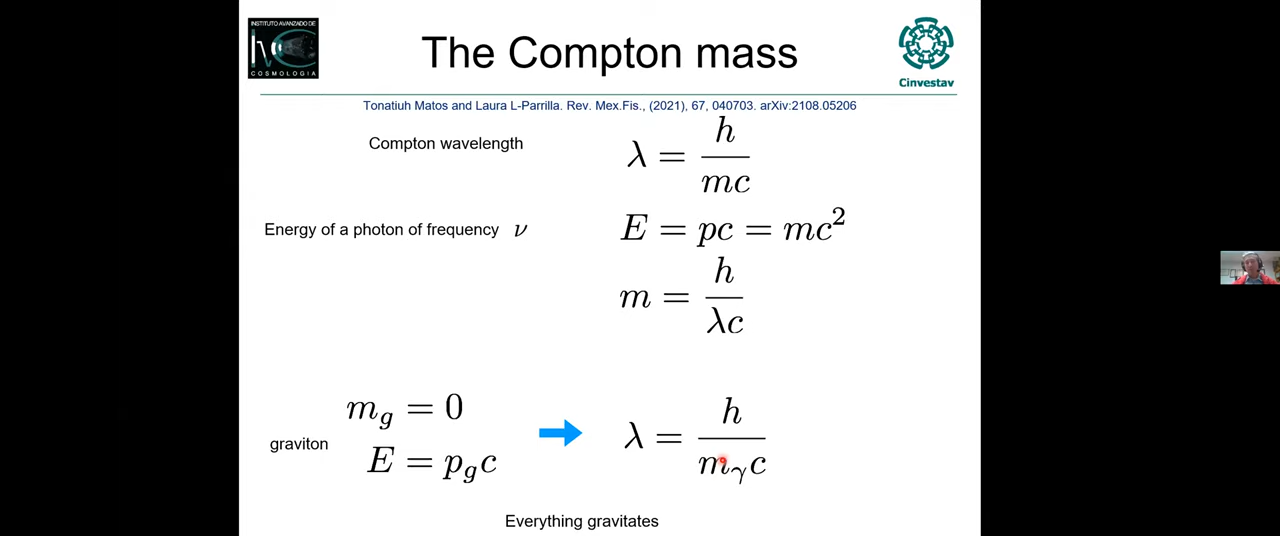 INSTITUTO AVANZADO DE
COSMOLOGIA
The Compton mass
Cinvestav
Tonatiuh Matos and Laura L-Parrilla. Rev. Mex.Fis., (2021), 67, 040703. arXiv:2108.05206
Compton wavelength
λ = h/mc
Energy of a photon of frequency ν
E = pc = mc²
m = h/λc
graviton
m_g = 0
E = p_g c
λ = h/m_γ c
Everything gravitates